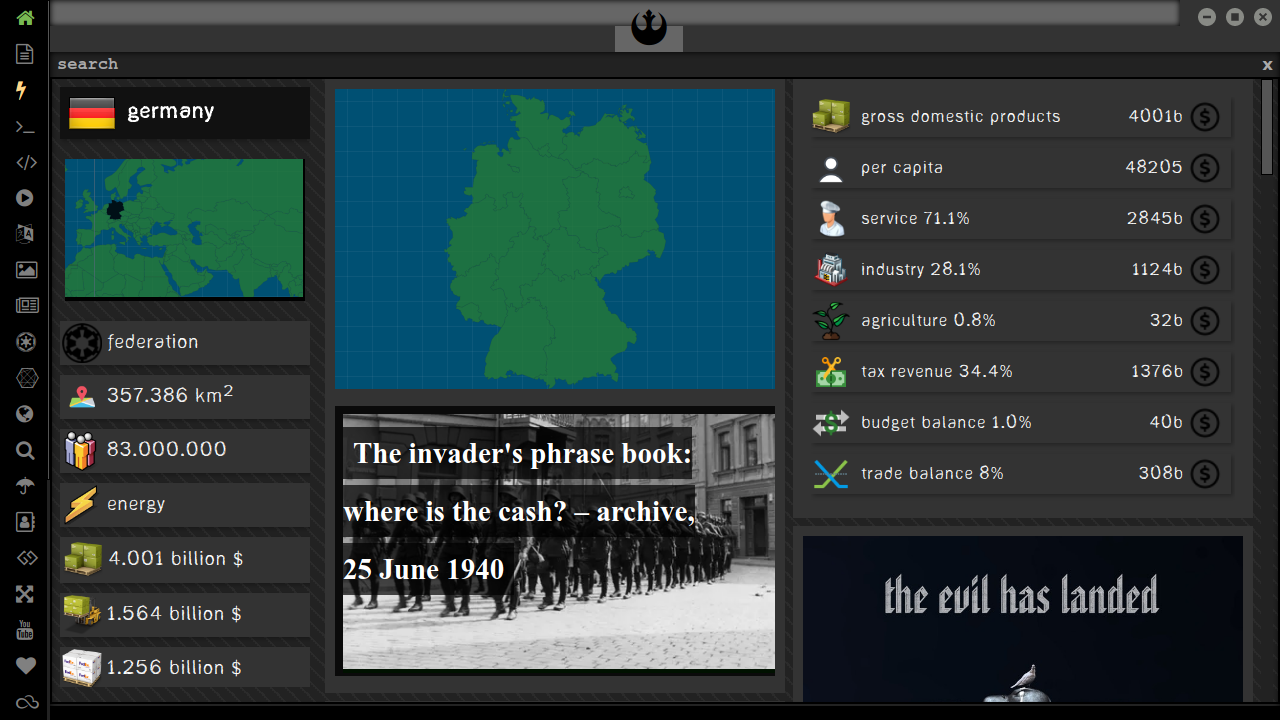 search
x
germany
federation
357.386 km²
83.000.000
energy
4.001 billion $
1.564 billion $
1.256 billion $
The invader's phrase book:
where is the cash? – archive,
25 June 1940
gross domestic products 4001b
per capita 48205
service 71.1% 2845b
industry 28.1% 1124b
agriculture 0.8% 32b
tax revenue 34.4% 1376b
budget balance 1.0% 40b
trade balance 8% 308b
the evil has landed
You
Tube